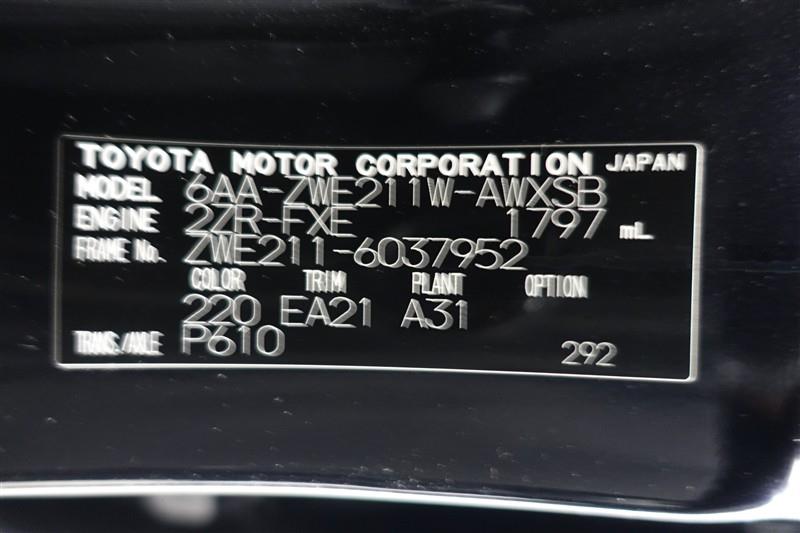 TOYOTA MOTOR CORPORATION JAPAN
MODEL 6AA-ZWE211W-AWXSB
ENGINE 2ZR-FXE 1797 mL
FRAME No. ZWE211-6037952
COLOR TRIM PLANT OPTION
220 EA21 A31
TRANS./AXLE P610 292